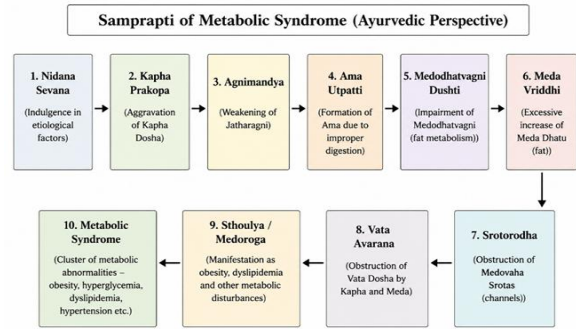 Samprapti of Metabolic Syndrome (Ayurvedic Perspective)
1. Nidana
Sevana
(Indulgence in
etiological
factors)
2. Kapha
Prakopa
(Aggravation of
Kapha
Dosha)
3. Agnimandya
(Weakening of
Jatharagni)
4. Ama
Utpatti
(Formation of
Ama due to
improper
digestion)
5. Medodhatvagni
Dushti
(Impairment of
Medodhatvagni
(fat metabolism))
6. Meda
Vriddhi
(Excessive
increase of
Meda Dhatu
(fat))
7. Srotorodha
(Obstruction of
Medovaha
Srotas
(channels))
8. Vata
Avarana
(Obstruction of
Vata Dosha by
Kapha and Meda)
9. Sthoulya /
Medoroga
(Manifestation as
obesity, dyslipidemia
and other metabolic
disturbances)
10. Metabolic
Syndrome
(Cluster of metabolic
abnormalities –
obesity, hyperglycemia,
dyslipidemia,
hypertension etc.)